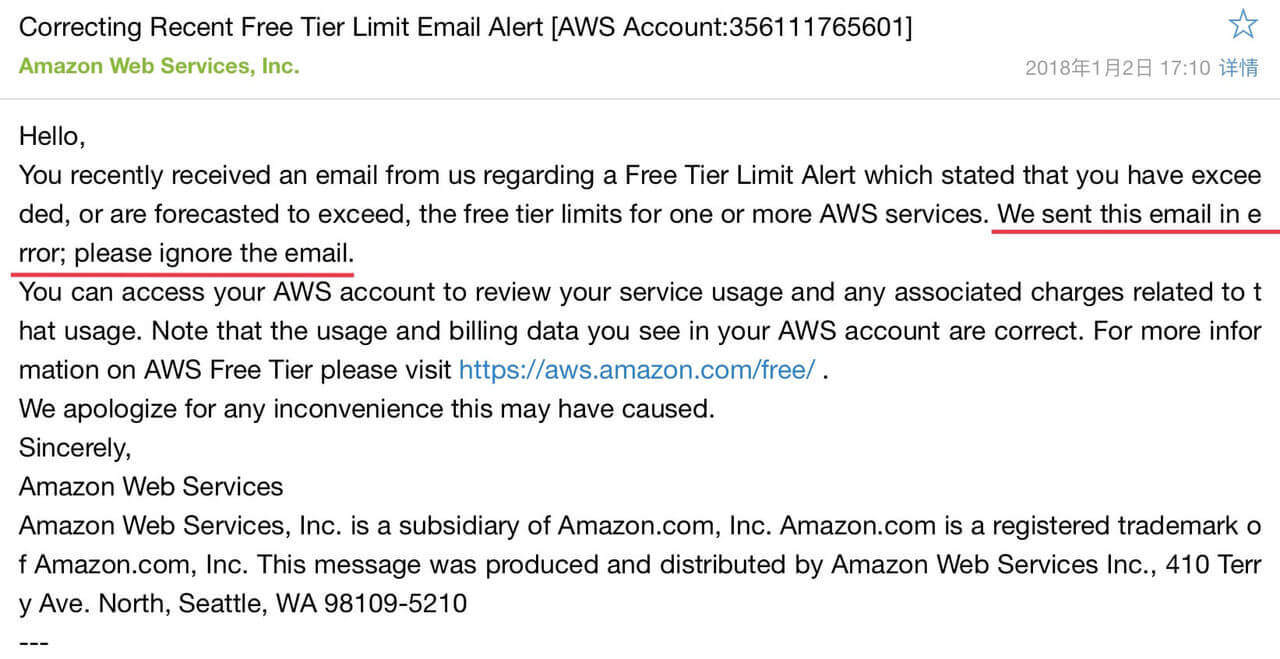 Correcting Recent Free Tier Limit Email Alert [AWS Account:356111765601]
Amazon Web Services, Inc.
2018年1月2日 17:10 详情
Hello,
You recently received an email from us regarding a Free Tier Limit Alert which stated that you have excee
ded, or are forecasted to exceed, the free tier limits for one or more AWS services. We sent this email in e
rror; please ignore the email.
You can access your AWS account to review your service usage and any associated charges related to t
hat usage. Note that the usage and billing data you see in your AWS account are correct. For more infor
mation on AWS Free Tier please visit https://aws.amazon.com/free/ .
We apologize for any inconvenience this may have caused.
Sincerely,
Amazon Web Services
Amazon Web Services, Inc. is a subsidiary of Amazon.com, Inc. Amazon.com is a registered trademark o
f Amazon.com, Inc. This message was produced and distributed by Amazon Web Services Inc., 410 Terr
y Ave. North, Seattle, WA 98109-5210
---